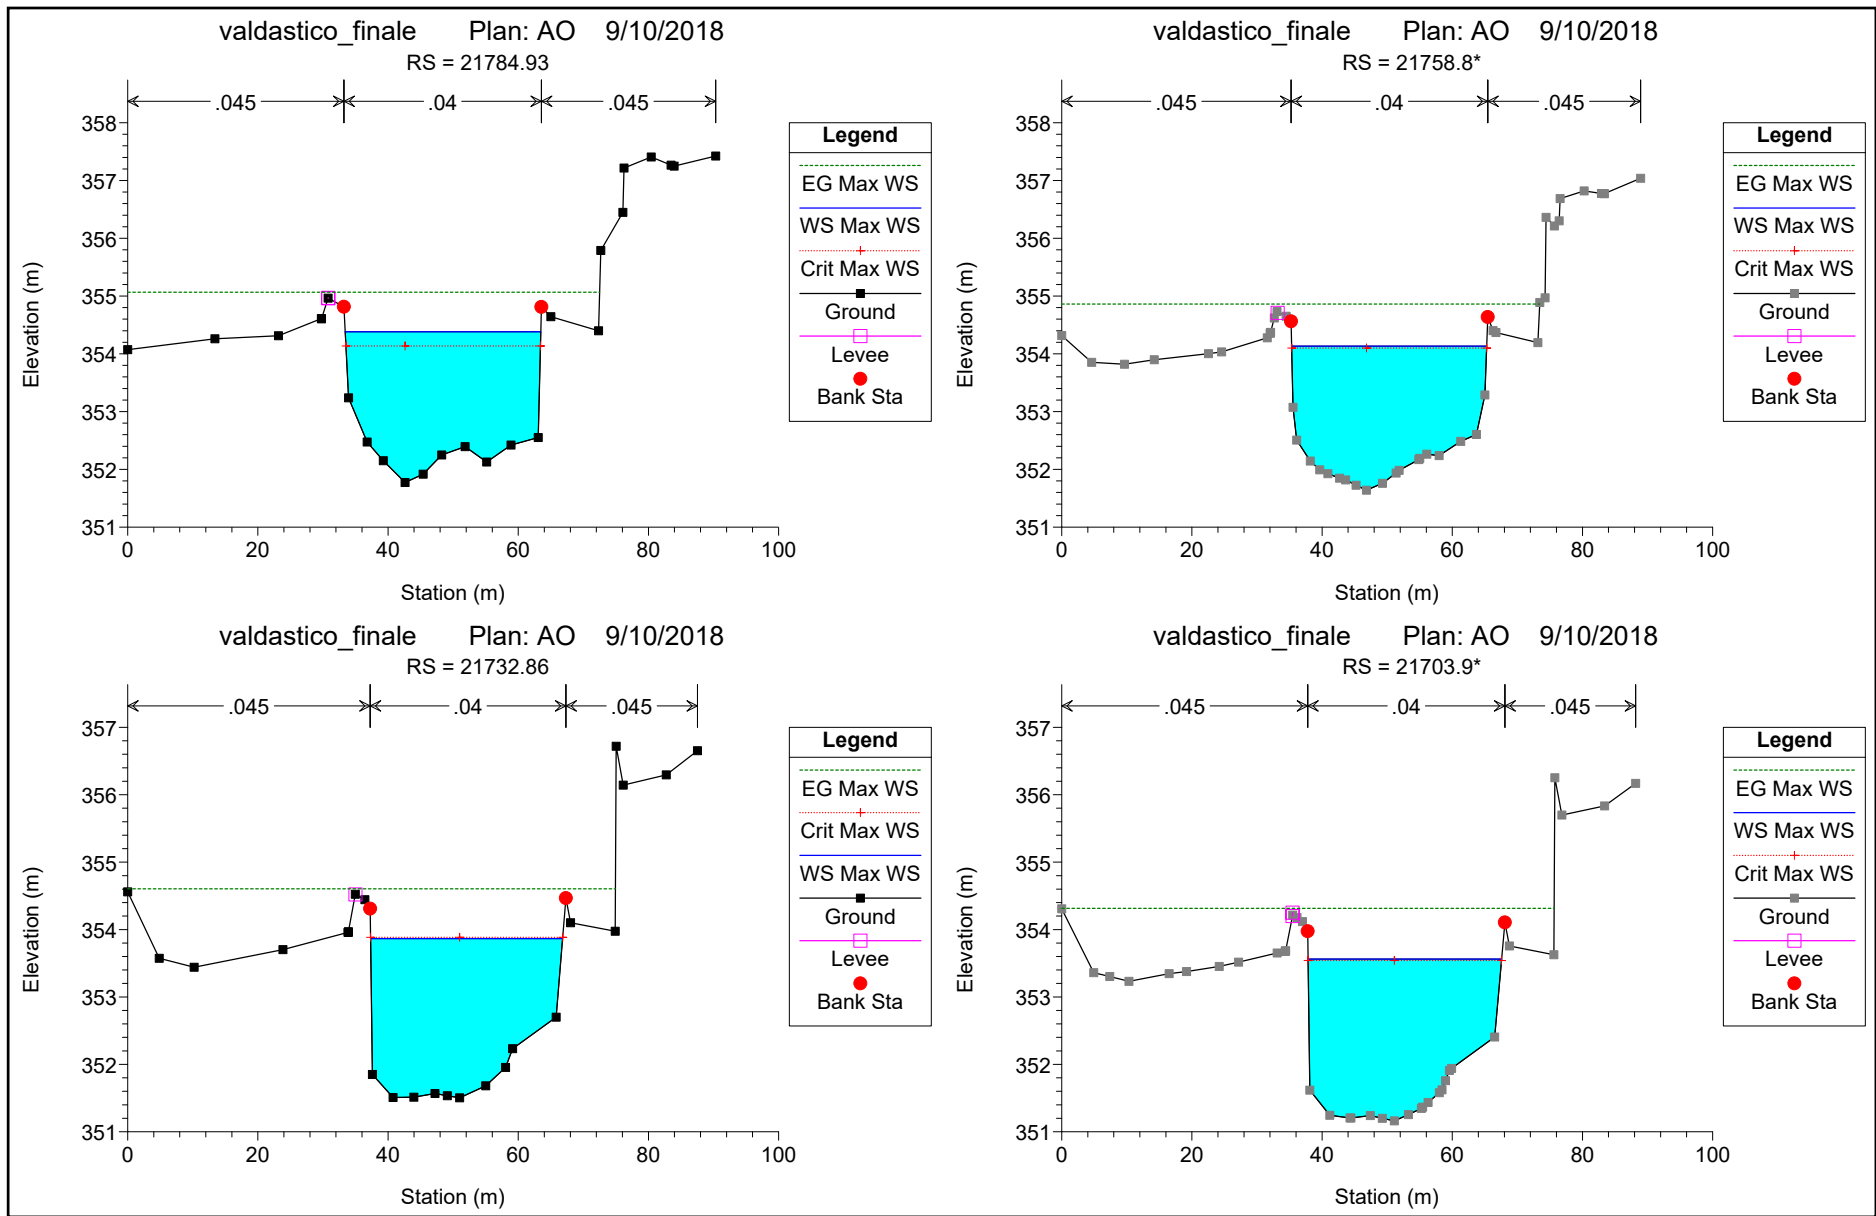 valdastico_finale Plan: AO 9/10/2018
RS = 21784.93
.045 .04 .045
358
357
356
355
354
353
352
351
0 20 40 60 80 100
Station (m)
Elevation (m)
Legend
EG Max WS
WS Max WS
Crit Max WS
Ground
Levee
Bank Sta
valdastico_finale Plan: AO 9/10/2018
RS = 21758.8*
.045 .04 .045
358
357
356
355
354
353
352
351
0 20 40 60 80 100
Station (m)
Elevation (m)
Legend
EG Max WS
WS Max WS
Crit Max WS
Ground
Levee
Bank Sta
valdastico_finale Plan: AO 9/10/2018
RS = 21732.86
.045 .04 .045
357
356
355
354
353
352
351
0 20 40 60 80 100
Station (m)
Elevation (m)
Legend
EG Max WS
Crit Max WS
WS Max WS
Ground
Levee
Bank Sta
valdastico_finale Plan: AO 9/10/2018
RS = 21703.9*
.045 .04 .045
357
356
355
354
353
352
351
0 20 40 60 80 100
Station (m)
Elevation (m)
Legend
EG Max WS
WS Max WS
Crit Max WS
Ground
Levee
Bank Sta